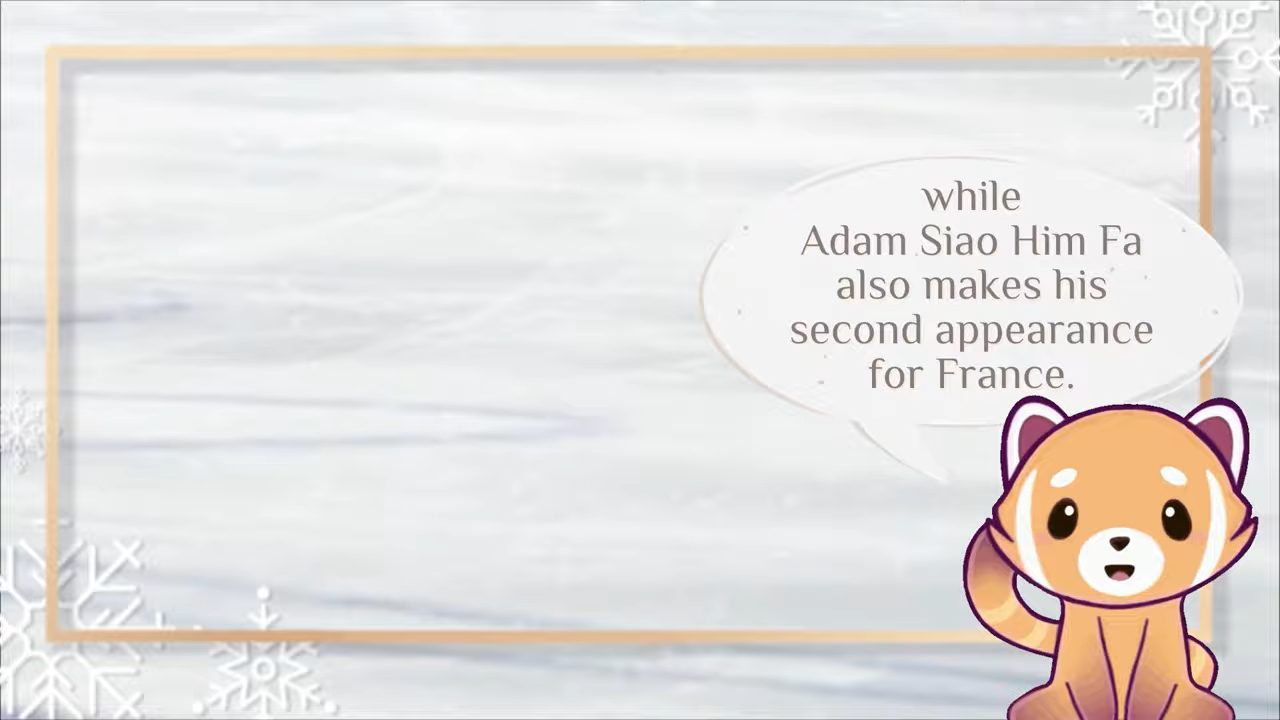 while
Adam Siao Him Fa
also makes his
second appearance
for France.